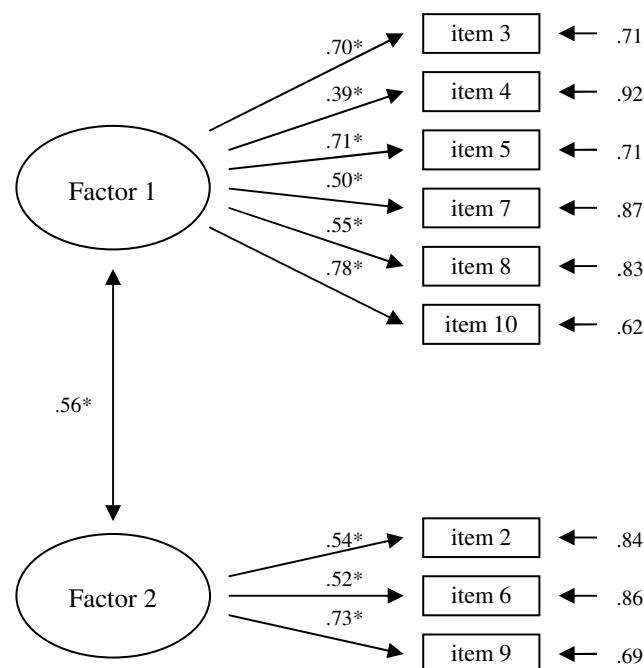 .70* item 3 .71
.39* item 4 .92
.71* item 5 .71
Factor 1
.50* item 7 .87
.55* item 8 .83
.78* item 10 .62
.56*
.54* item 2 .84
Factor 2 .52* item 6 .86
.73* item 9 .69